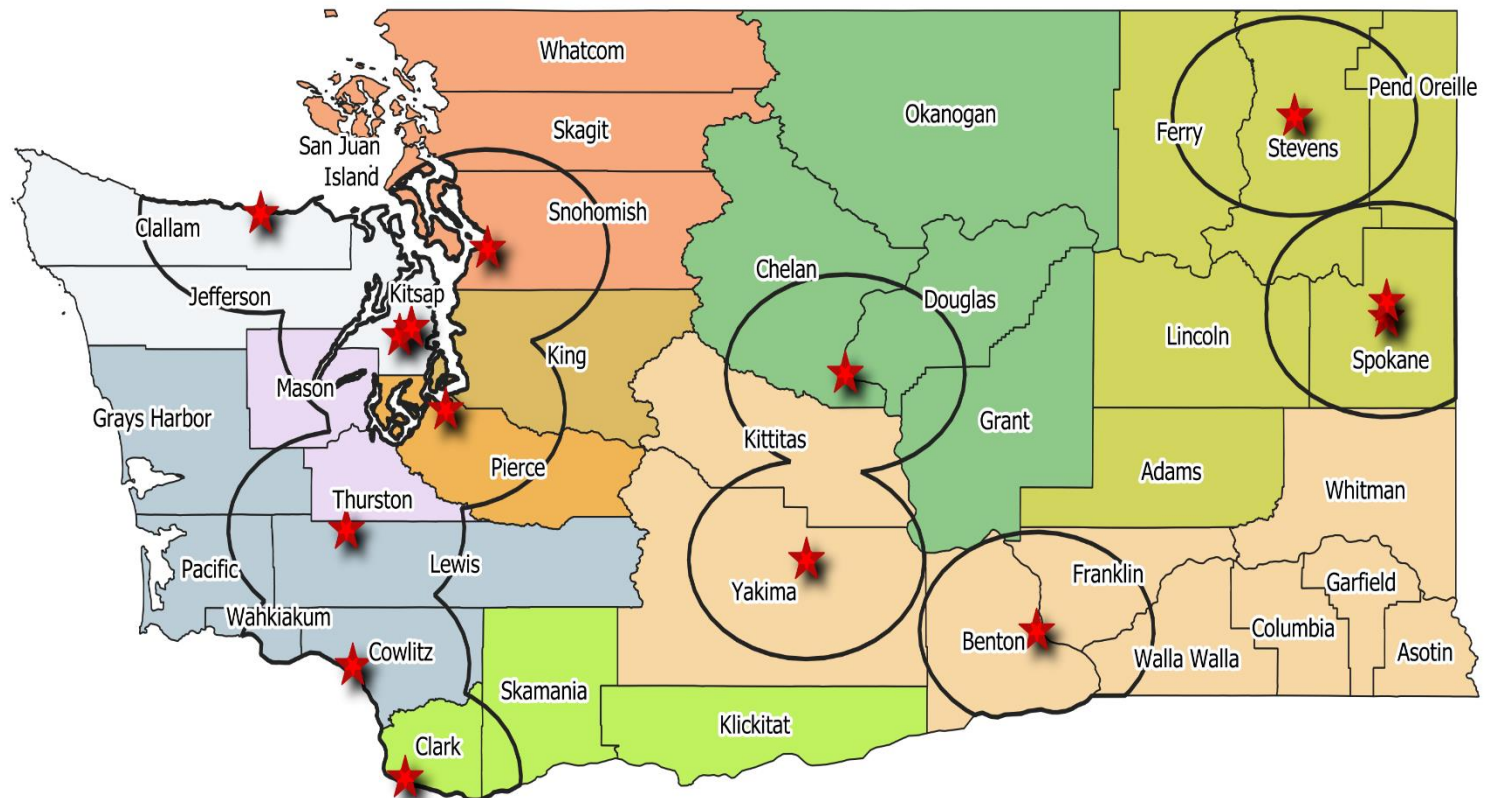 Whatcom
Skagit
San Juan
Island
Snohomish
Clallam
Jefferson
Kitsap
King
Mason
Grays Harbor
Pierce
Thurston
Pacific
Lewis
Wahkiakum
Cowlitz
Clark
Skamania
Klickitat
Okanogan
Chelan
Douglas
Grant
Kittitas
Yakima
Ferry
Stevens
Pend Oreille
Lincoln
Spokane
Adams
Whitman
Franklin
Benton
Walla Walla
Columbia
Garfield
Asotin